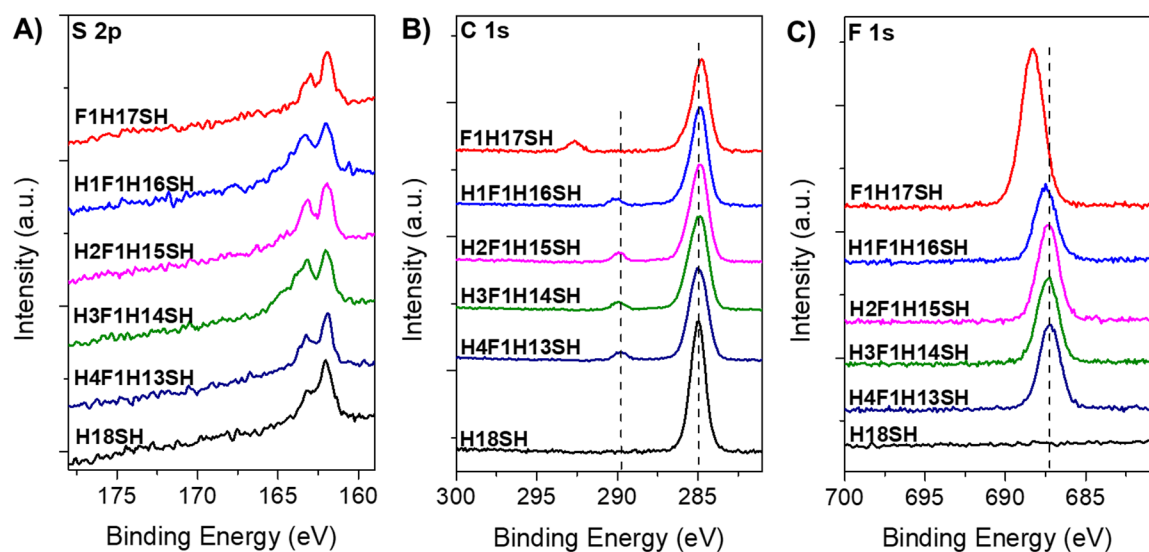 A)
S 2p
F1H17SH
H1F1H16SH
H2F1H15SH
H3F1H14SH
H4F1H13SH
H18SH
Intensity (a.u.)
175 170 165 160
Binding Energy (eV)
B)
C 1s
F1H17SH
H1F1H16SH
H2F1H15SH
H3F1H14SH
H4F1H13SH
H18SH
Intensity (a.u.)
300 295 290 285
Binding Energy (eV)
C)
F 1s
F1H17SH
H1F1H16SH
H2F1H15SH
H3F1H14SH
H4F1H13SH
H18SH
Intensity (a.u.)
700 695 690 685
Binding Energy (eV)